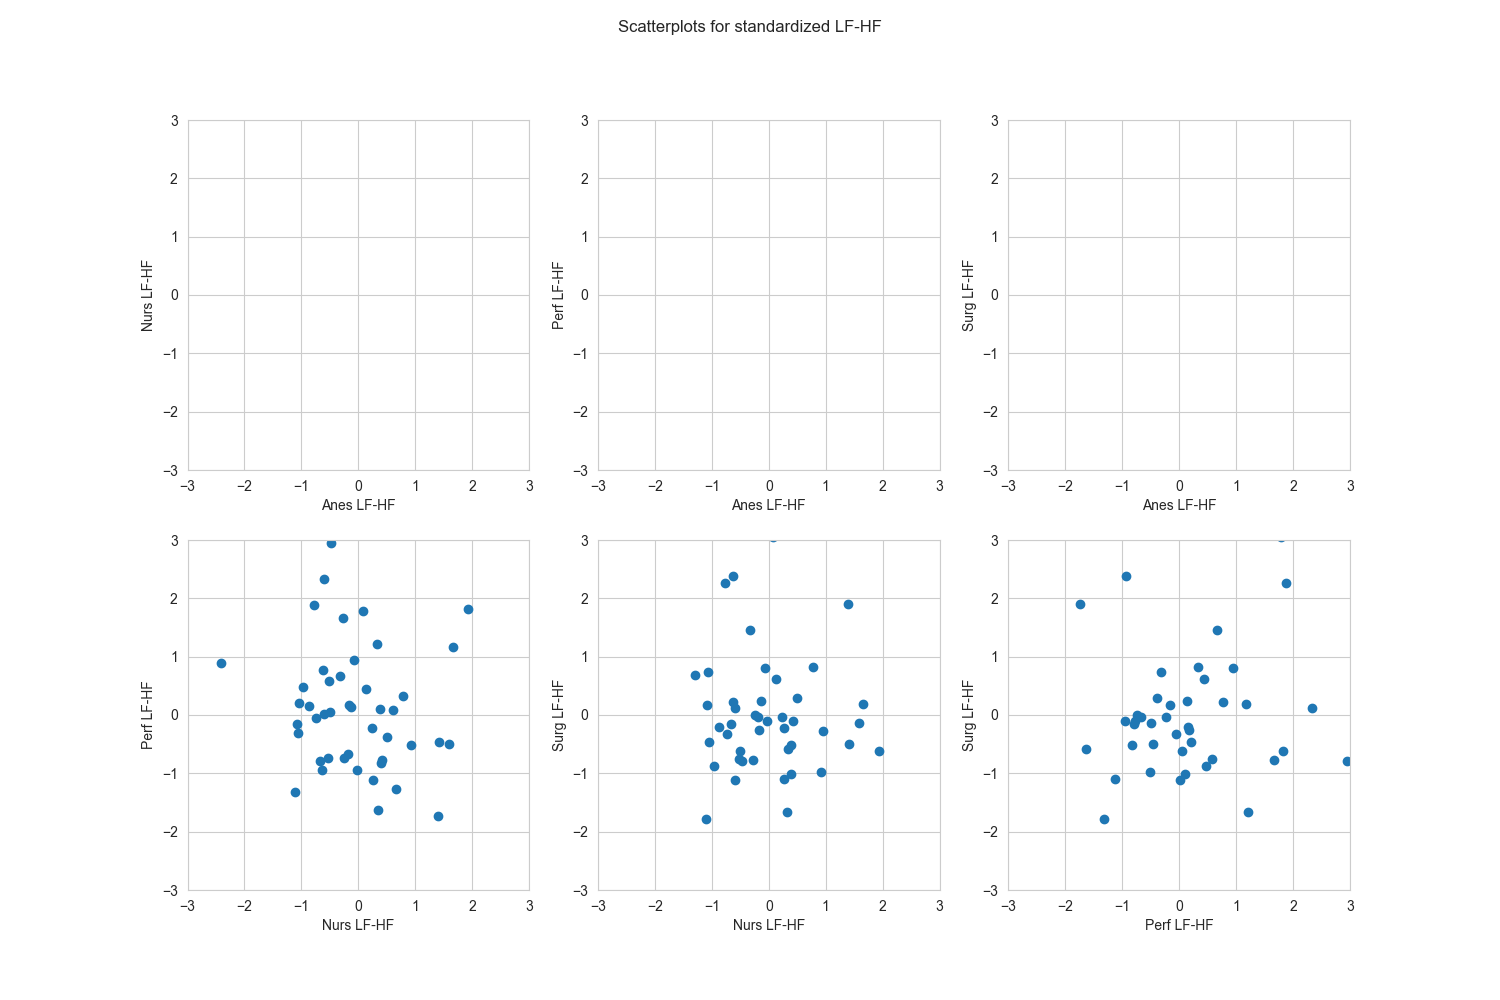 Scatterplots for standardized LF-HF
3 3 3
2 2 2
1 1 1
Nurs LF-HF 0 Perf LF-HF 0 Surg LF-HF 0
−1 −1 −1
−2 −2 −2
−3 −3 −3
−3 −2 −1 0 1 2 3 −3 −2 −1 0 1 2 3 −3 −2 −1 0 1 2 3
Anes LF-HF Anes LF-HF Anes LF-HF
3 3 3
2 2 2
1 1 1
Perf LF-HF 0 Surg LF-HF 0 Surg LF-HF 0
−1 −1 −1
−2 −2 −2
−3 −3 −3
−3 −2 −1 0 1 2 3 −3 −2 −1 0 1 2 3 −3 −2 −1 0 1 2 3
Nurs LF-HF Nurs LF-HF Perf LF-HF